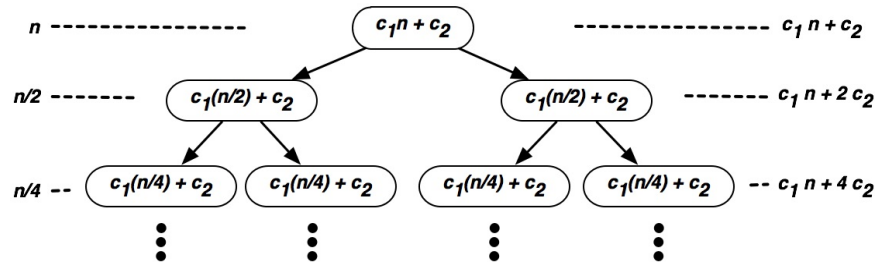 n c₁n + c₂ c₁ n + c₂
n/2 c₁(n/2) + c₂ c₁(n/2) + c₂ c₁ n + 2 c₂
n/4 c₁(n/4) + c₂ c₁(n/4) + c₂ c₁(n/4) + c₂ c₁(n/4) + c₂ c₁ n + 4 c₂